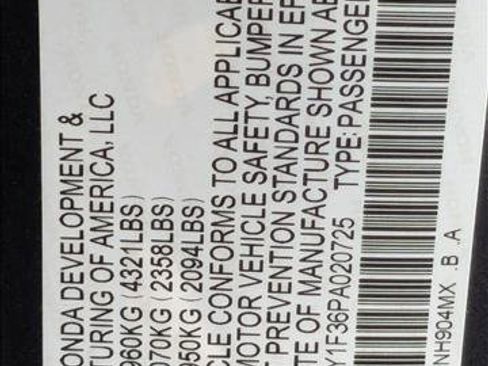 ONDA DEVELOPMENT &
TURING OF AMERICA, LLC
960KG (4321LBS)
070KG (2358LBS)
950KG (2094LBS)
CLE CONFORMS TO ALL APPLICAB
MOTOR VEHICLE SAFETY, BUMPER
T PREVENTION STANDARDS IN EF
TE OF MANUFACTURE SHOWN AB
Y1F36PA020725 TYPE: PASSENGE
NH904MX .B .A